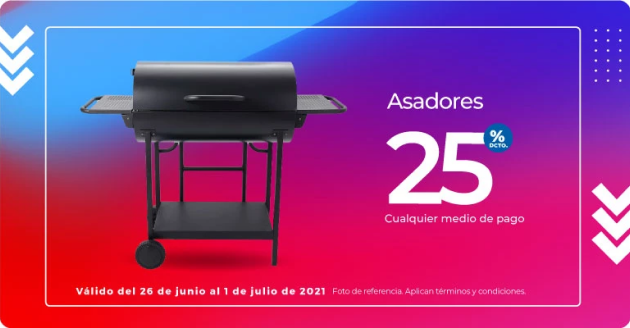 Asadores
25 % DCTO.
Cualquier medio de pago
Válido del 26 de junio al 1 de julio de 2021 Foto de referencia. Aplican términos y condiciones.